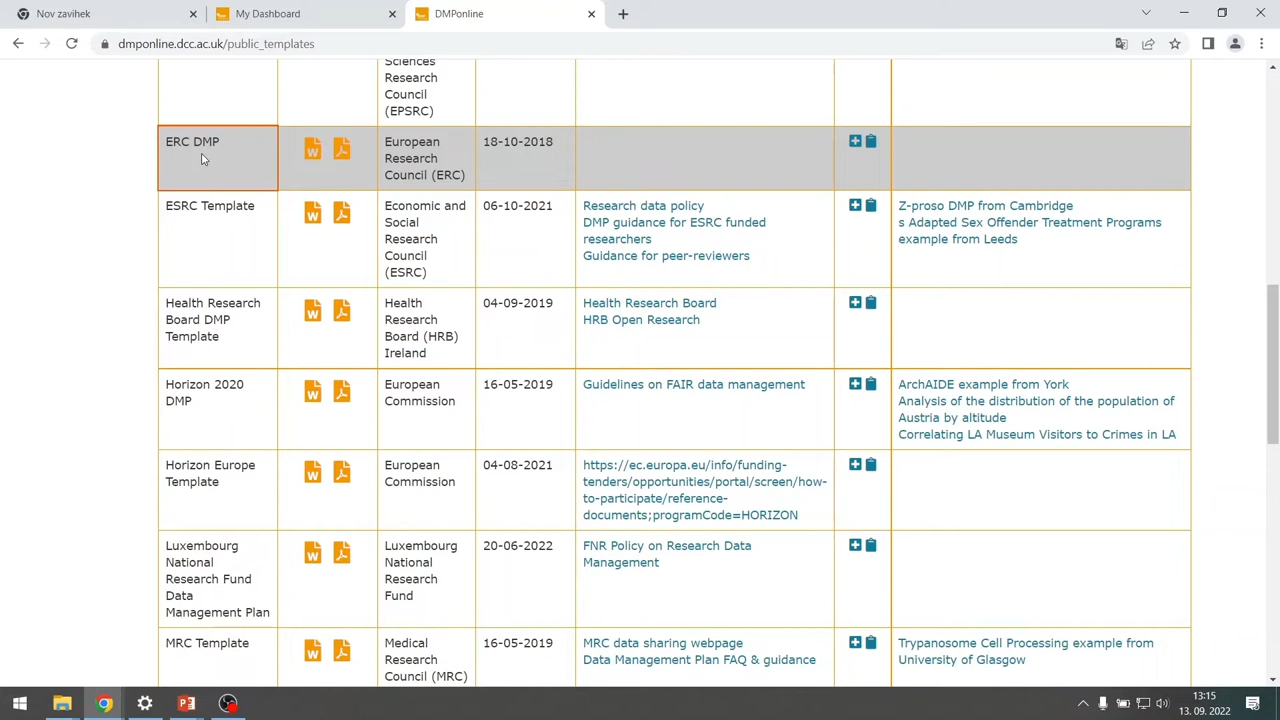 Nov zavihek
My Dashboard
DMPonline
dmponline.dcc.ac.uk/public_templates
Sciences
Research
Council
(EPSRC)
ERC DMP
European
Research
Council (ERC)
18-10-2018
ESRC Template
Economic and
Social
Research
Council
(ESRC)
06-10-2021
Research data policy
DMP guidance for ESRC funded
researchers
Guidance for peer-reviewers
Z-proso DMP from Cambridge
s Adapted Sex Offender Treatment Programs
example from Leeds
Health Research
Board DMP
Template
Health
Research
Board (HRB)
Ireland
04-09-2019
Health Research Board
HRB Open Research
Horizon 2020
DMP
European
Commission
16-05-2019
Guidelines on FAIR data management
ArchAIDE example from York
Analysis of the distribution of the population of
Austria by altitude
Correlating LA Museum Visitors to Crimes in LA
Horizon Europe
Template
European
Commission
04-08-2021
https://ec.europa.eu/info/funding-
tenders/opportunities/portal/screen/how-
to-participate/reference-
documents;programCode=HORIZON
Luxembourg
National
Research Fund
Data
Management Plan
Luxembourg
National
Research
Fund
20-06-2022
FNR Policy on Research Data
Management
MRC Template
Medical
Research
Council (MRC)
16-05-2019
MRC data sharing webpage
Data Management Plan FAQ & guidance
Trypanosome Cell Processing example from
University of Glasgow
13:15
13. 09. 2022